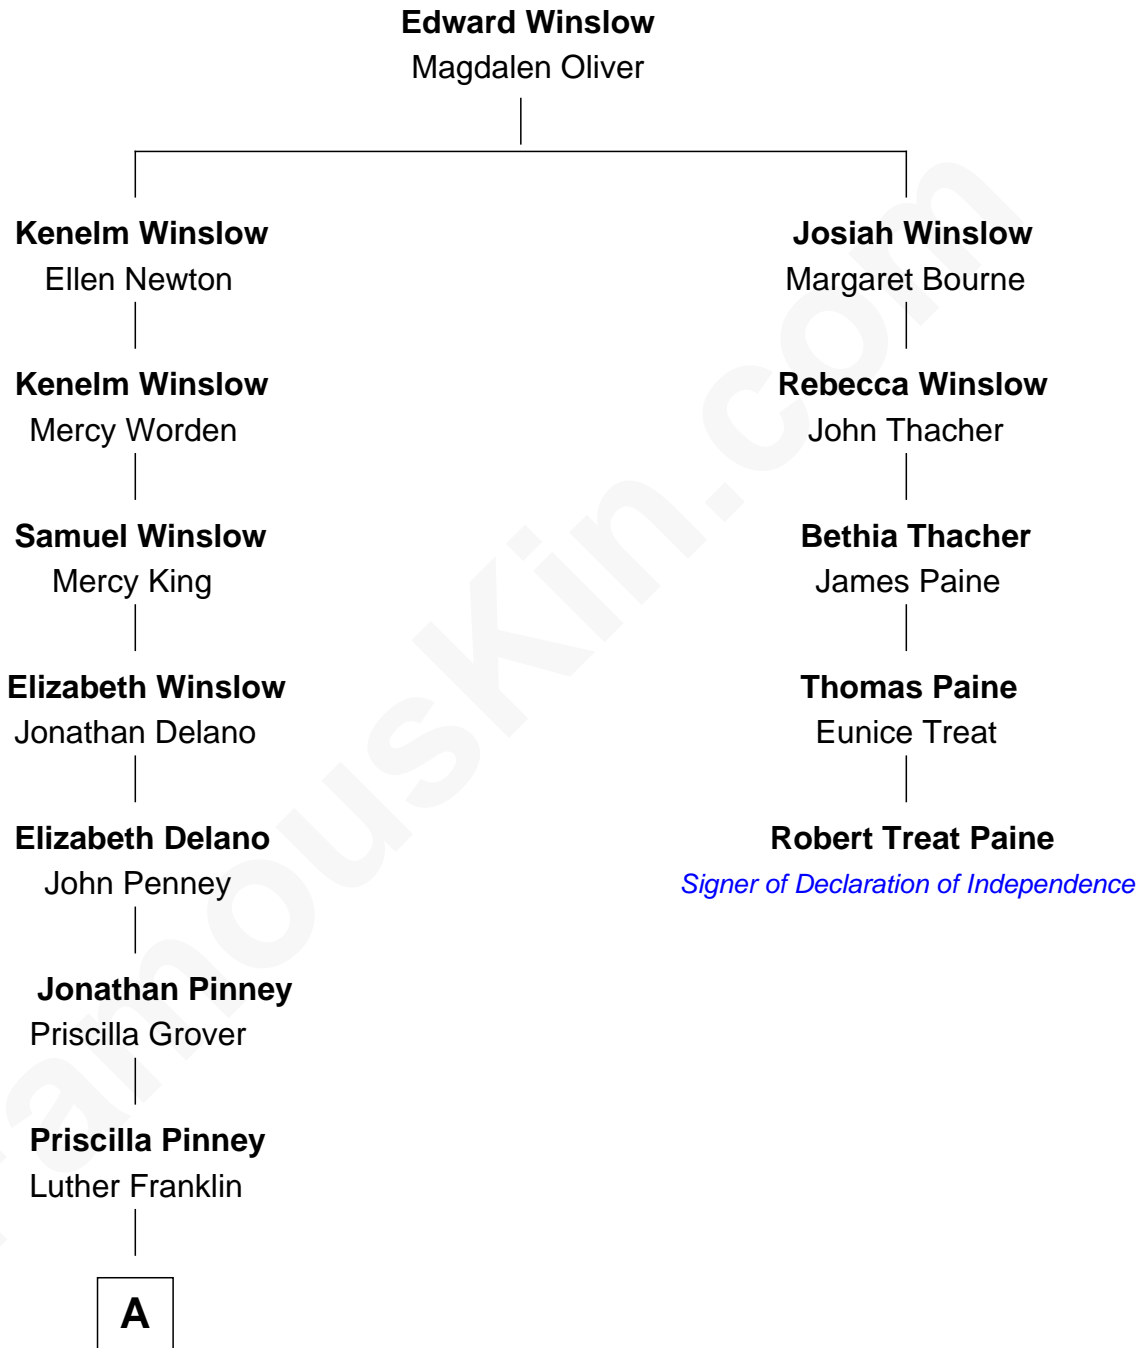 Edward Winslow
Magdalen Oliver
Kenelm Winslow
Ellen Newton
Kenelm Winslow
Mercy Worden
Samuel Winslow
Mercy King
Elizabeth Winslow
Jonathan Delano
Elizabeth Delano
John Penney
Jonathan Pinney
Priscilla Grover
Priscilla Pinney
Luther Franklin
A
Josiah Winslow
Margaret Bourne
Rebecca Winslow
John Thacher
Bethia Thacher
James Paine
Thomas Paine
Eunice Treat
Robert Treat Paine
Signer of Declaration of Independence
FamousKin.com